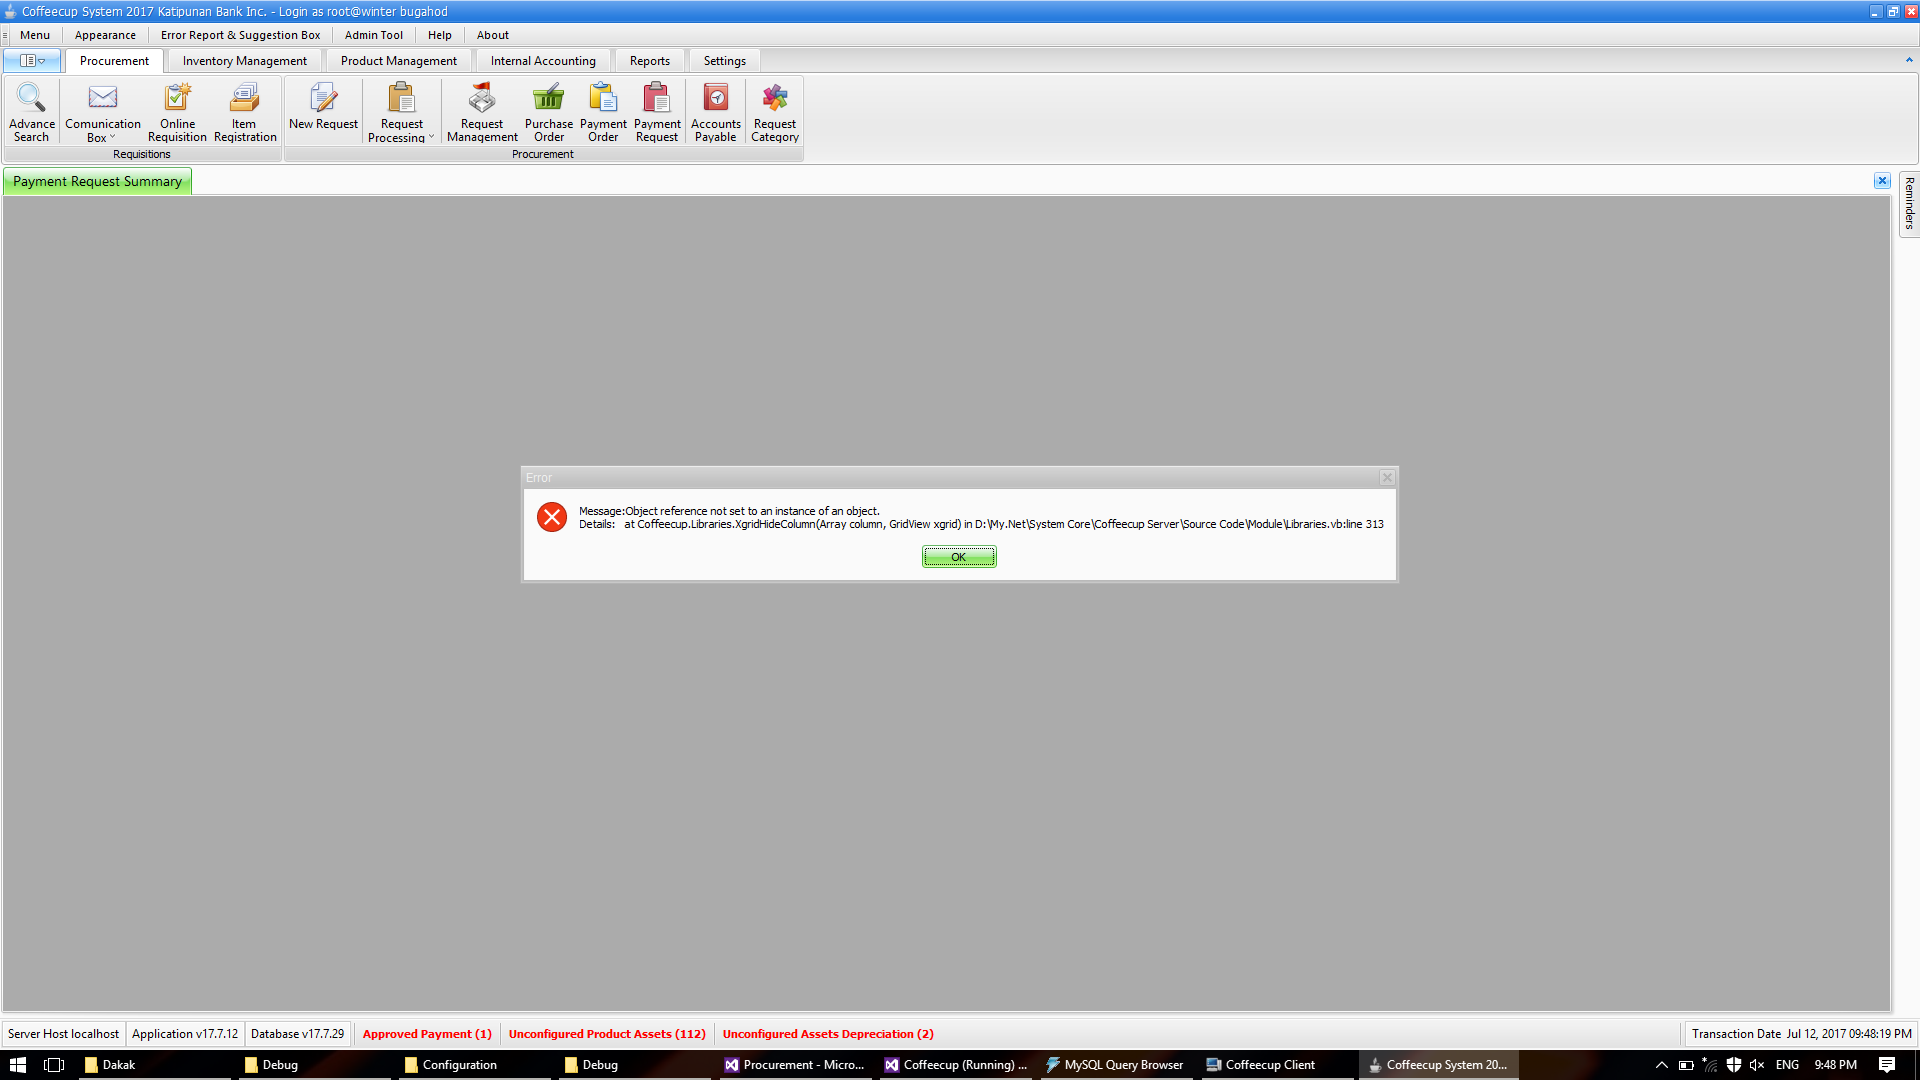 Coffeecup System 2017 Katipunan Bank Inc. - Login as root@winter bugahod
Menu Appearance Error Report & Suggestion Box Admin Tool Help About
Procurement Inventory Management Product Management Internal Accounting Reports Settings
Advance Search
Comunication Box
Online Requisition
Item Registration
New Request
Request Processing
Request Management
Purchase Order
Payment Order
Payment Request
Accounts Payable
Request Category
Requisitions
Procurement
Payment Request Summary
Reminders
Error
Message:Object reference not set to an instance of an object.
Details: at Coffeecup.Libraries.XgridHideColumn(Array column, GridView xgrid) in D:\My.Net\System Core\Coffeecup Server\Source Code\Module\Libraries.vb:line 313
OK
Server Host localhost Application v17.7.12 Database v17.7.29 Approved Payment (1) Unconfigured Product Assets (112) Unconfigured Assets Depreciation (2) Transaction Date Jul 12, 2017 09:48:19 PM
Dakak Debug Configuration Debug Procurement - Micro... Coffeecup (Running) ... MySQL Query Browser Coffeecup Client Coffeecup System 20... ENG 9:48 PM